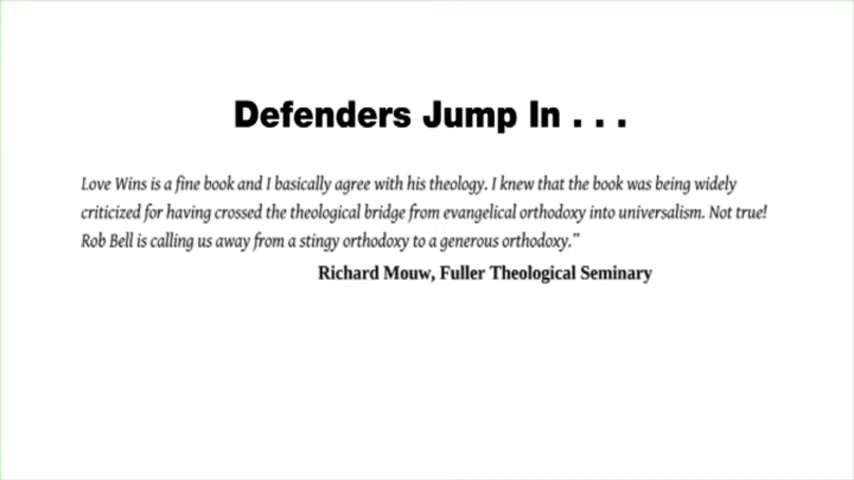 Defenders Jump In . . .
Love Wins is a fine book and I basically agree with his theology. I knew that the book was being widely
criticized for having crossed the theological bridge from evangelical orthodoxy into universalism. Not true!
Rob Bell is calling us away from a stingy orthodoxy to a generous orthodoxy.”
Richard Mouw, Fuller Theological Seminary